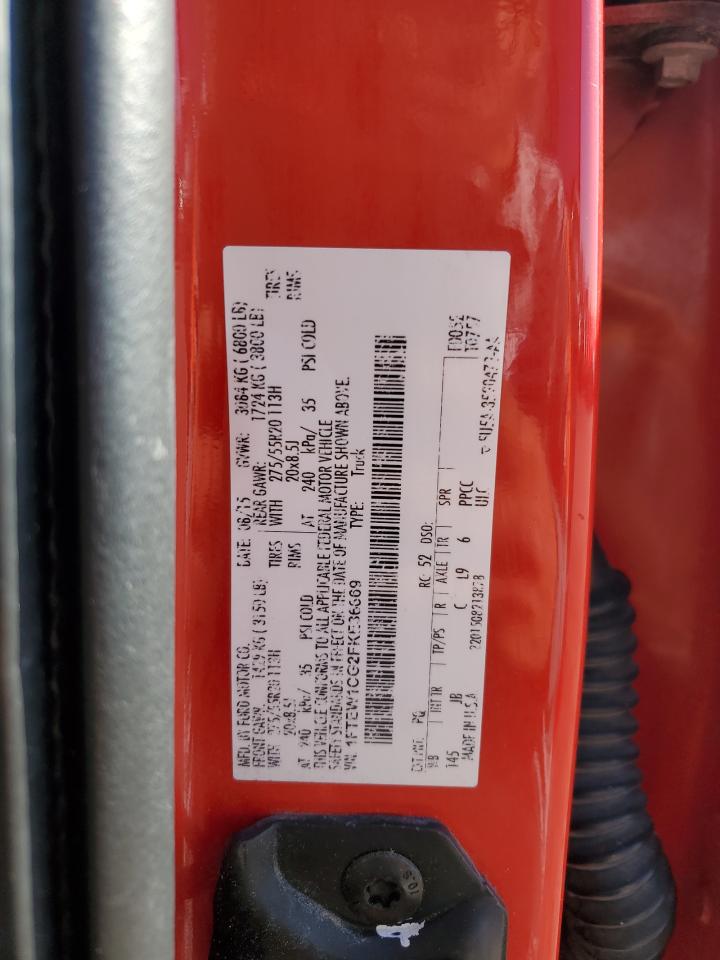 MFD. BY FORD MOTOR CO.
DATE: 06/15 GVWR: 3084 KG ( 6800 LB)
FRONT GAWR: 1429 KG ( 3150 LB)
REAR GAWR: 1724 KG ( 3800 LB)
WITH 275/55R20 113H TIRES
WITH 275/55R20 113H TIRES
20x8.5J RIMS
20x8.5J RIMS
AT 240 kPa/ 35 PSI COLD
AT 240 kPa/ 35 PSI COLD
THIS VEHICLE CONFORMS TO ALL APPLICABLE FEDERAL MOTOR VEHICLE
SAFETY STANDARDS IN EFFECT ON THE DATE OF MANUFACTURE SHOWN ABOVE.
VIN: 1FTEW1CG2FKE36669
TYPE: Truck
EXT PNT: PQ RC: 52 DSO:
WB INT TR TP/PS R AXLE TR SPR
145 JB C L9 6 PPCC
MADE IN U.S.A.
10.9